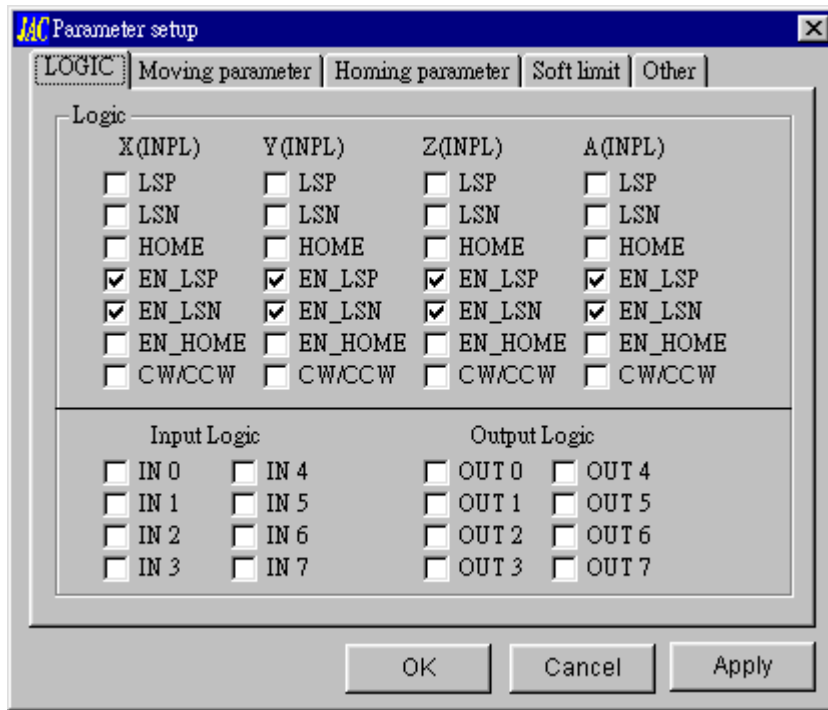 JAC Parameter setup
LOGIC Moving parameter Homing parameter Soft limit Other
Logic
X(INPL) Y(INPL) Z(INPL) A(INPL)
LSP LSP LSP LSP
LSN LSN LSN LSN
HOME HOME HOME HOME
EN_LSP EN_LSP EN_LSP EN_LSP
EN_LSN EN_LSN EN_LSN EN_LSN
EN_HOME EN_HOME EN_HOME EN_HOME
CW/CCW CW/CCW CW/CCW CW/CCW
Input Logic Output Logic
IN 0 IN 4 OUT 0 OUT 4
IN 1 IN 5 OUT 1 OUT 5
IN 2 IN 6 OUT 2 OUT 6
IN 3 IN 7 OUT 3 OUT 7
OK Cancel Apply